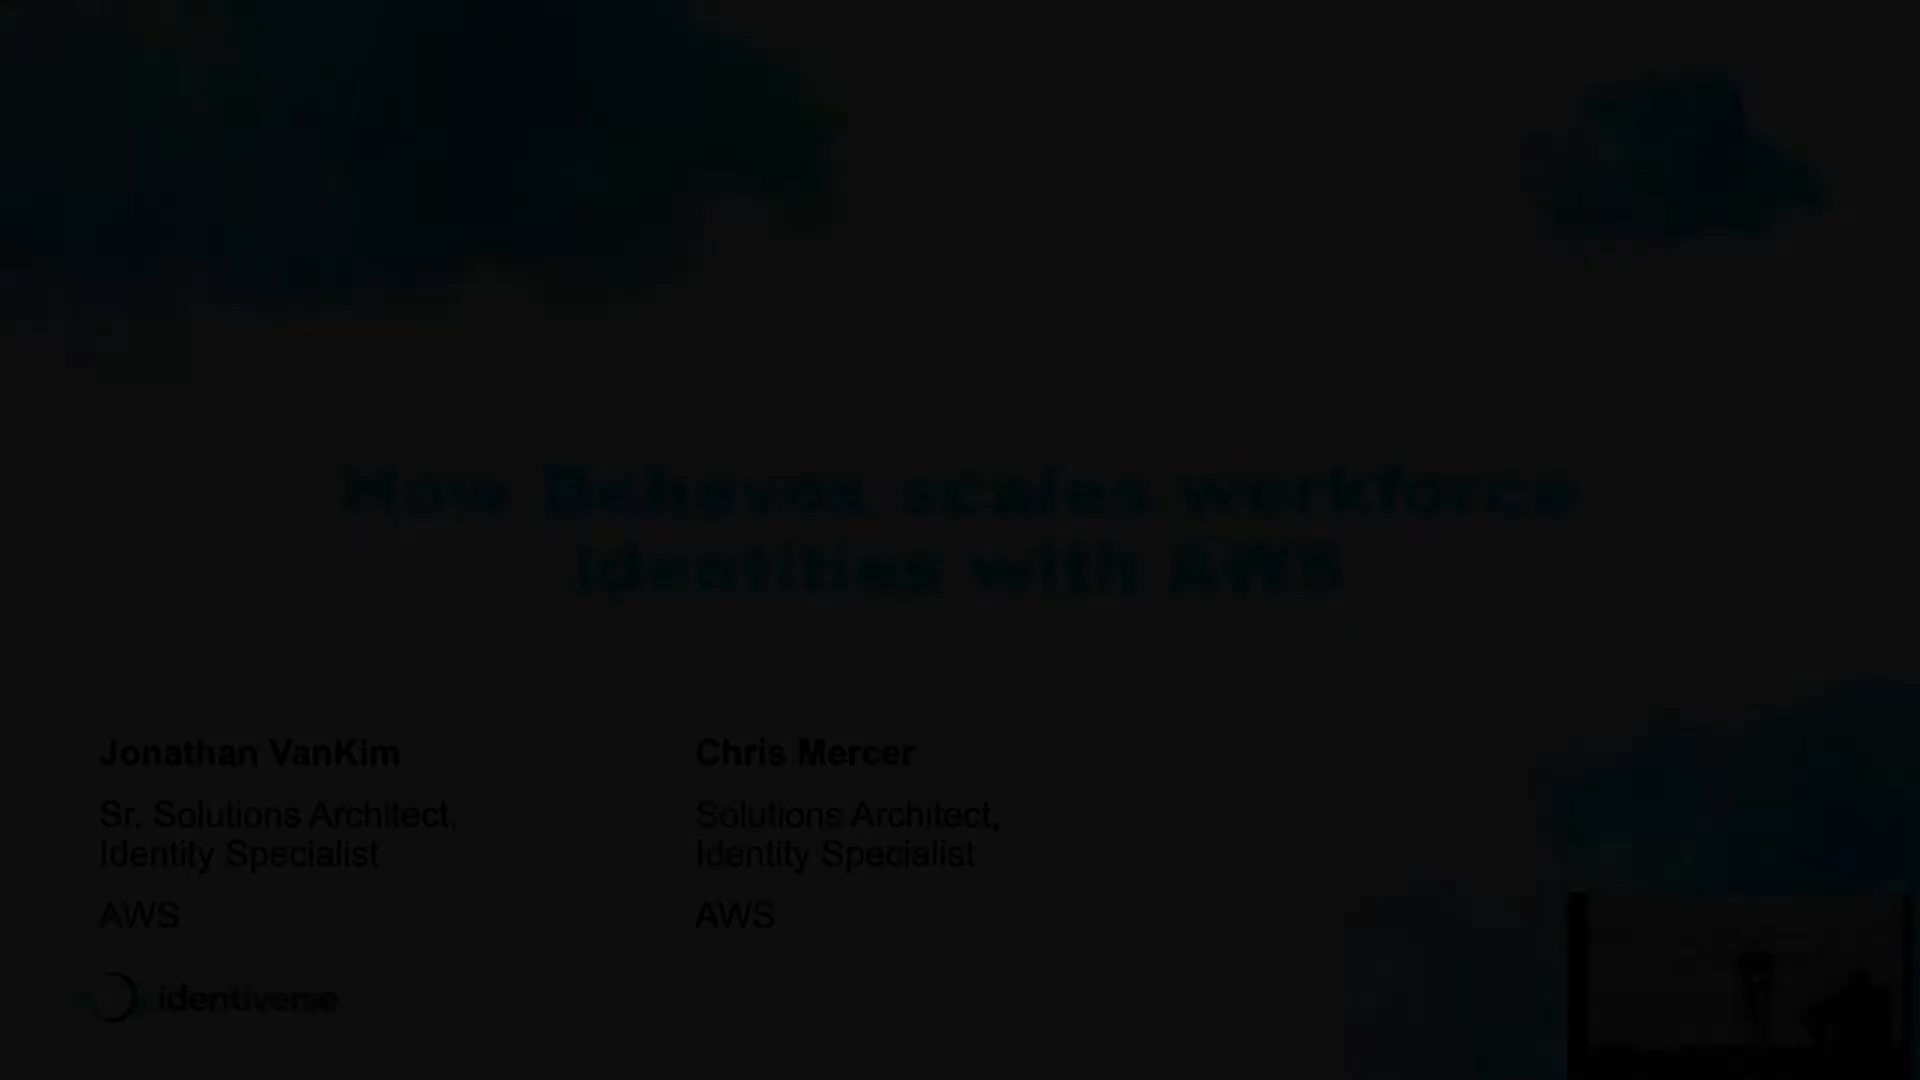 How Behavox scales workforce
identities with AWS
Jonathan VanKim
Sr. Solutions Architect,
Identity Specialist
AWS
Chris Mercer
Solutions Architect,
Identity Specialist
AWS
identiverse